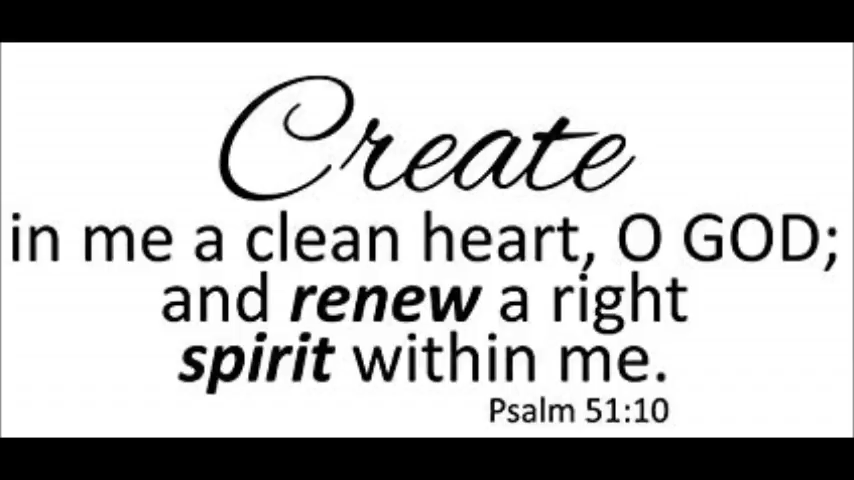 Create
in me a clean heart, O GOD;
and renew a right
spirit within me.
Psalm 51:10